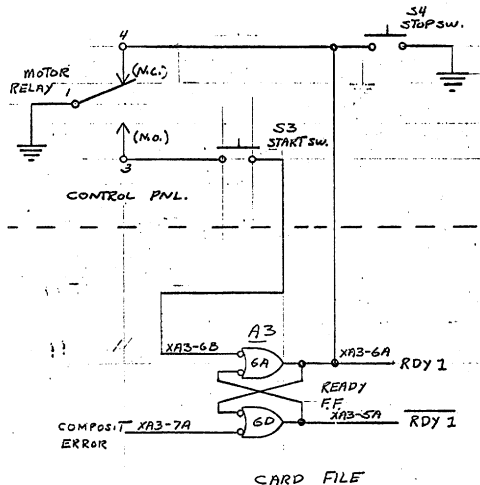 S4
STOP SW.
4
(N.C.)
MOTOR
RELAY
1
(N.O.)
3
S3
START SW.
CONTROL PNL.
A3
XA3-6B
6A
XA3-6A
RDY 1
READY
F.F.
XA3-5A
COMPOSIT
ERROR
XA3-7A
6D
RDY 1
CARD FILE